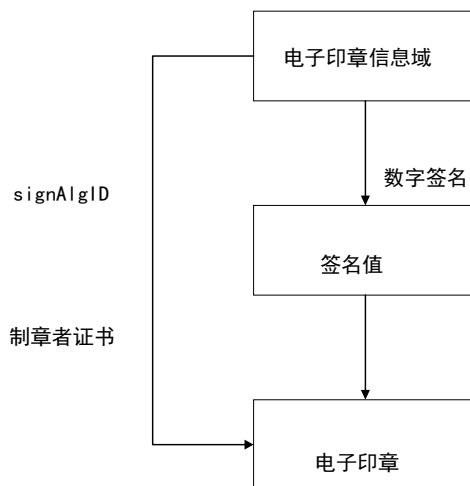 电子印章信息域
数字签名
signAlgID
签名值
制章者证书
电子印章